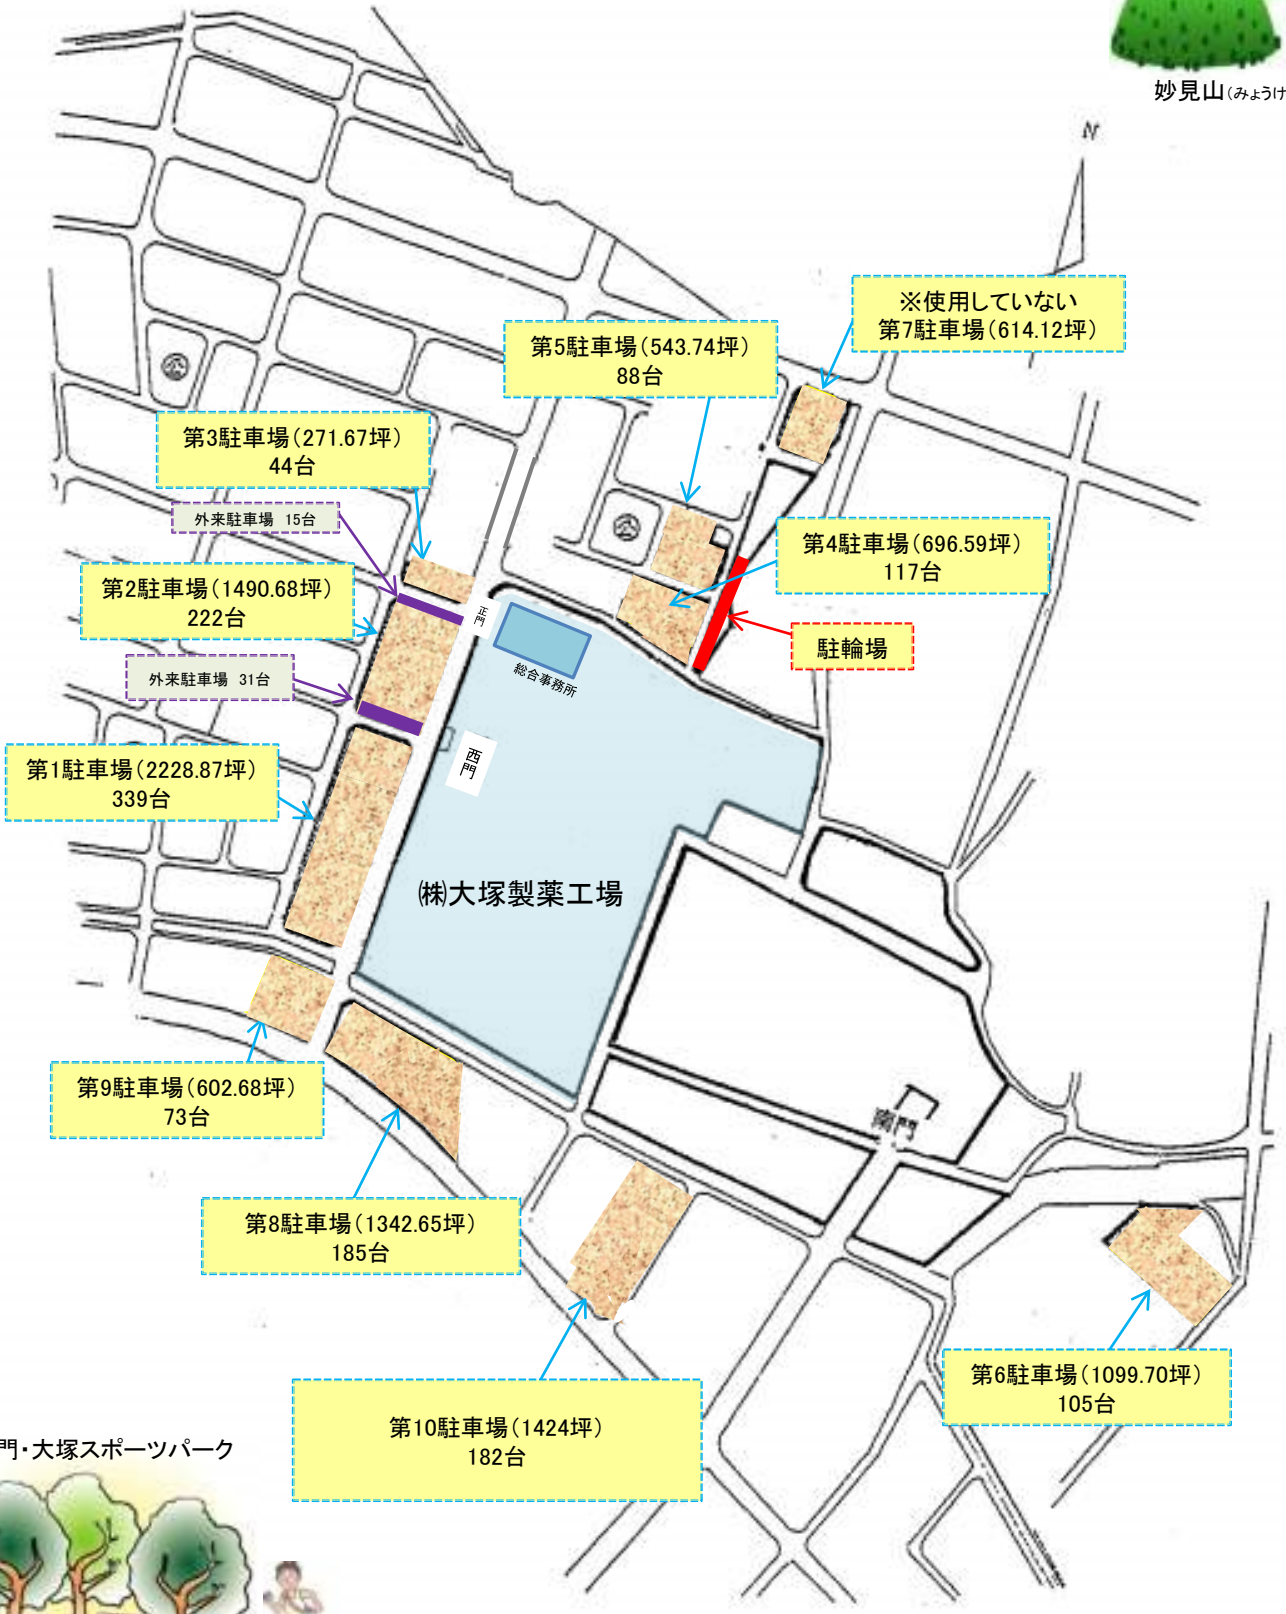 妙見山(みょうけ
N
※使用していない
第7駐車場(614.12坪)
第5駐車場(543.74坪)
88台
公
第3駐車場(271.67坪)
44台
外来駐車場 15台
公
第4駐車場(696.59坪)
117台
第2駐車場(1490.68坪)
222台
正門
駐輪場
総合事務所
外来駐車場 31台
西門
第1駐車場(2228.87坪)
339台
㈱大塚製薬工場
第9駐車場(602.68坪)
73台
南門
第8駐車場(1342.65坪)
185台
第6駐車場(1099.70坪)
105台
第10駐車場(1424坪)
182台
門・大塚スポーツパーク